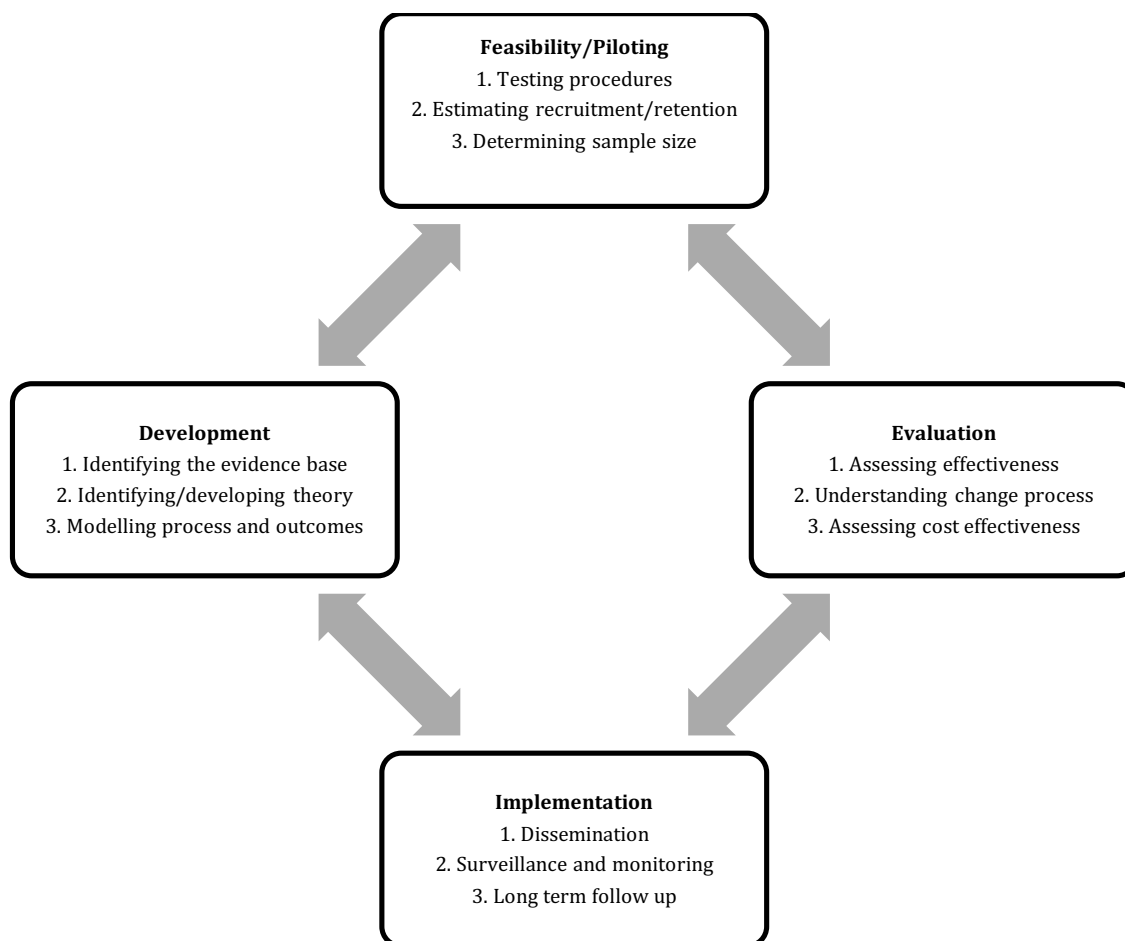 Feasibility/Piloting
1. Testing procedures
2. Estimating recruitment/retention
3. Determining sample size
Development
1. Identifying the evidence base
2. Identifying/developing theory
3. Modelling process and outcomes
Evaluation
1. Assessing effectiveness
2. Understanding change process
3. Assessing cost effectiveness
Implementation
1. Dissemination
2. Surveillance and monitoring
3. Long term follow up